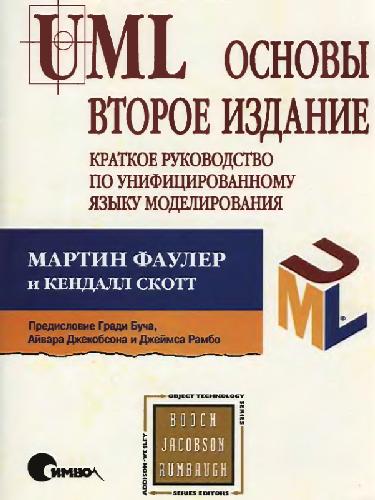 UML ОСНОВЫ
ВТОРОЕ ИЗДАНИЕ
КРАТКОЕ РУКОВОДСТВО
ПО УНИФИЦИРОВАННОМУ
ЯЗЫКУ МОДЕЛИРОВАНИЯ
МАРТИН ФАУЛЕР
И КЕНДАЛЛ СКОТТ
Предисловие Гради Буча,
Айвара Джекобсона и Джеймса Рамбо
UML®
OBJECT TECHNOLOGY
SERIES
ADDISON-WESLEY
BOOCH
JACOBSON
RUMBAUGH
SERIES EDITORS
СИМВОЛ